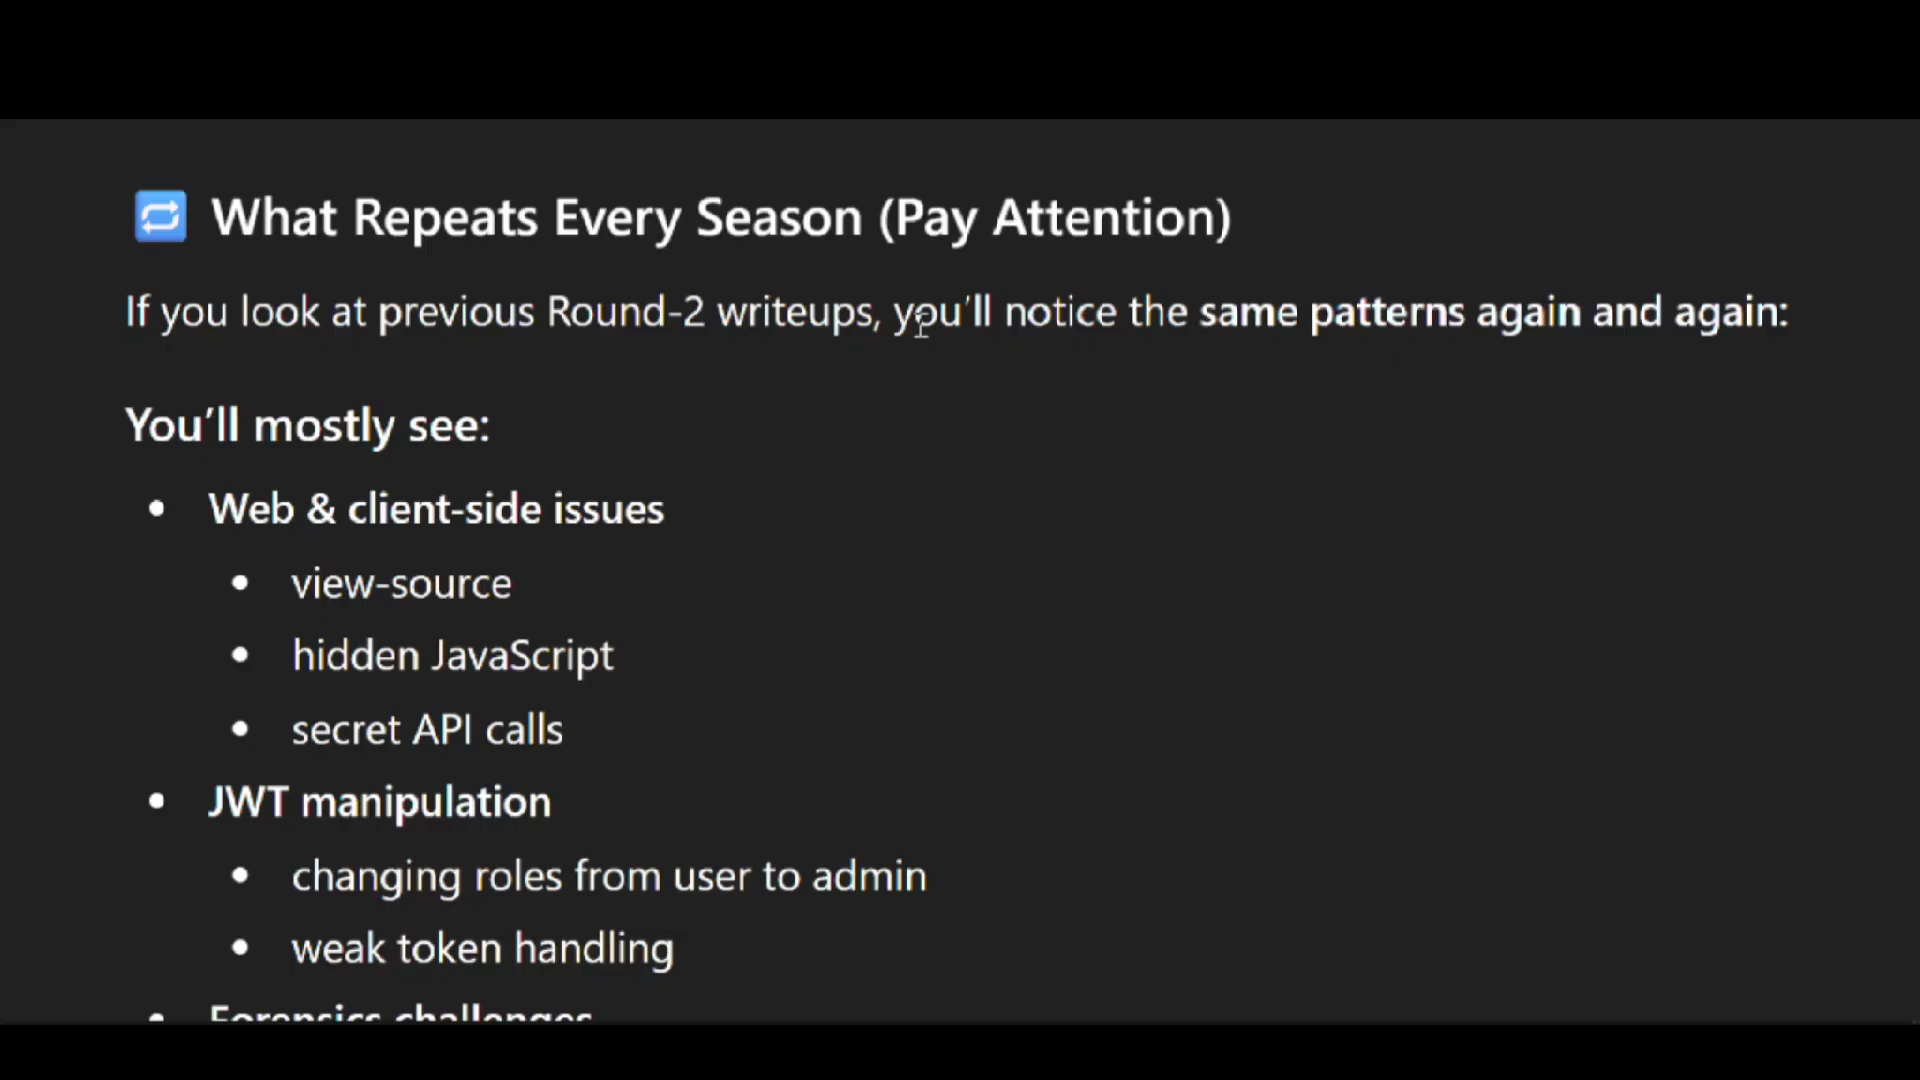 🔁 What Repeats Every Season (Pay Attention)
If you look at previous Round-2 writeups, you'll notice the same patterns again and again:
You'll mostly see:
• Web & client-side issues
• view-source
• hidden JavaScript
• secret API calls
• JWT manipulation
• changing roles from user to admin
• weak token handling
• Forensics challenges